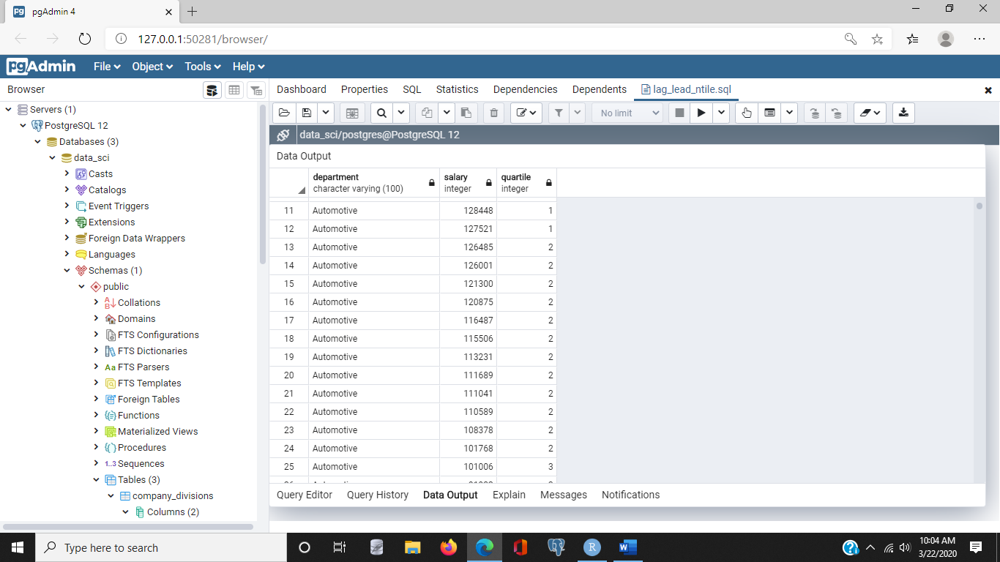 pgAdmin 4
127.0.0.1:50281/browser/
pgAdmin File Object Tools Help
Browser
Dashboard Properties SQL Statistics Dependencies Dependents lag_lead_ntile.sql
No limit
data_sci/postgres@PostgreSQL 12
Servers (1)
PostgreSQL 12
Databases (3)
data_sci
Casts
Catalogs
Event Triggers
Extensions
Foreign Data Wrappers
Languages
Schemas (1)
public
Collations
Domains
FTS Configurations
FTS Dictionaries
Aa FTS Parsers
FTS Templates
Foreign Tables
Functions
Materialized Views
Procedures
1..3 Sequences
Tables (3)
company_divisions
Columns (2)
Data Output
department salary quartile
character varying (100) integer integer
11 Automotive 128448 1
12 Automotive 127521 1
13 Automotive 126485 2
14 Automotive 126001 2
15 Automotive 121300 2
16 Automotive 120875 2
17 Automotive 116487 2
18 Automotive 115506 2
19 Automotive 113231 2
20 Automotive 111689 2
21 Automotive 111041 2
22 Automotive 110589 2
23 Automotive 108378 2
24 Automotive 101768 2
25 Automotive 101006 3
Query Editor Query History Data Output Explain Messages Notifications
Type here to search
10:04 AM
3/22/2020